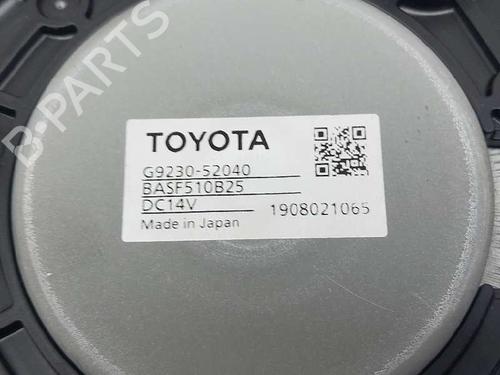 TOYOTA
G9230-52040
BASF510B25
DC14V
Made in Japan
1908021065
B-Parts